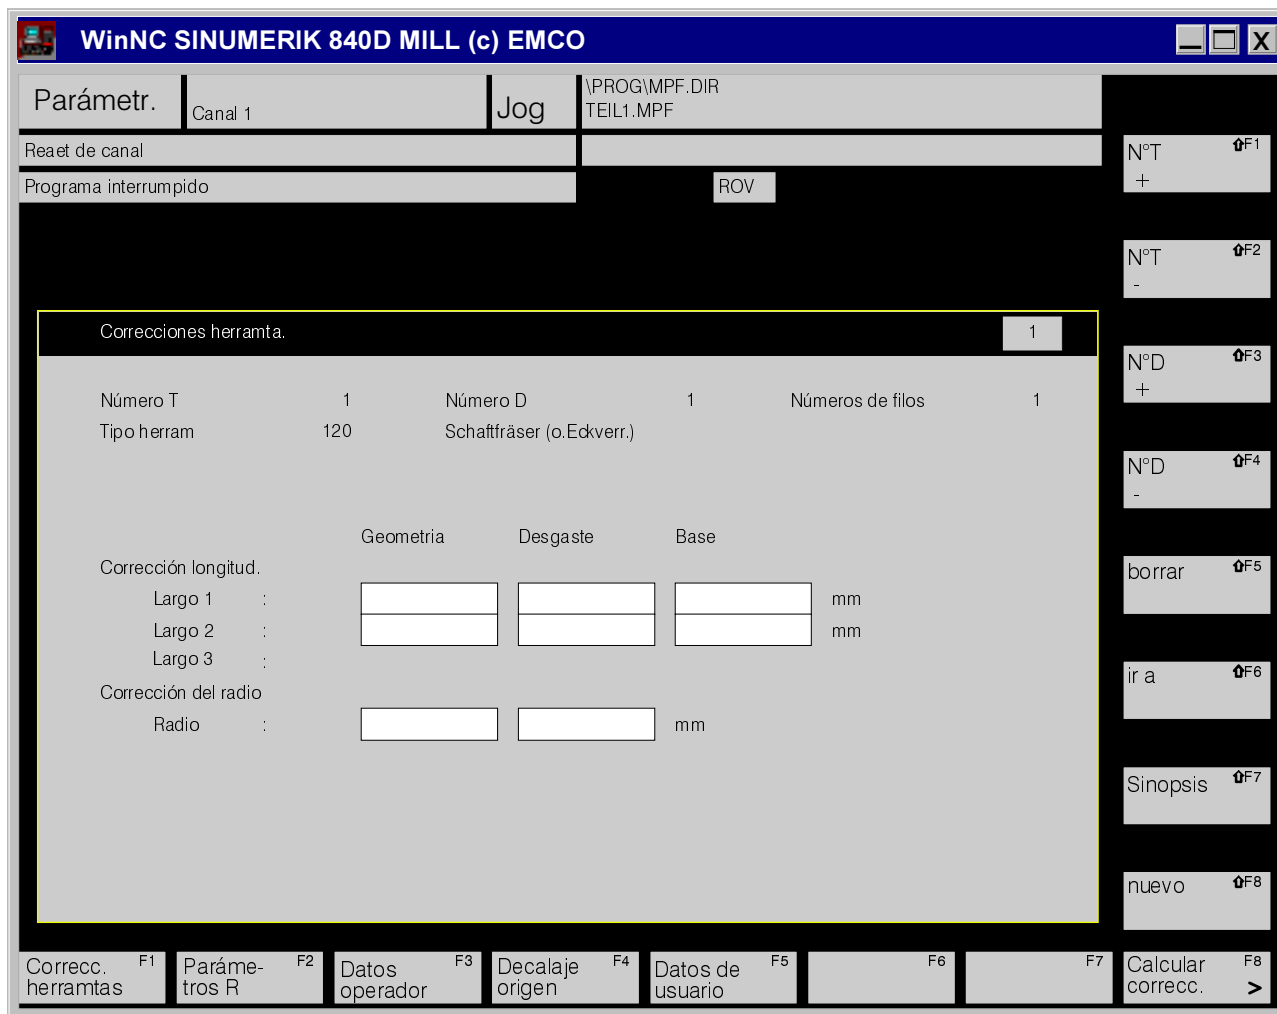 WinNC SINUMERIK 840D MILL (c) EMCO
X
Parámetr.
Canal 1
Jog
\PROG\MPF.DIR
TEIL1.MPF
Reaet de canal
Programa interrumpido
ROV
N°T F1
+
N°T F2
-
N°D F3
+
N°D F4
-
borrar F5
ir a F6
Sinopsis F7
nuevo F8
Correcciones herramta. 1
Número T 1 Número D 1 Números de filos 1
Tipo herram 120 Schaftfräser (o.Eckverr.)
Geometria Desgaste Base
Corrección longitud.
Largo 1 : mm
Largo 2 : mm
Largo 3 :
Corrección del radio
Radio : mm
Correcc. F1
herramtas
Paráme- F2
tros R
Datos F3
operador
Decalaje F4
origen
Datos de F5
usuario
F6
F7
Calcular F8
correcc. >